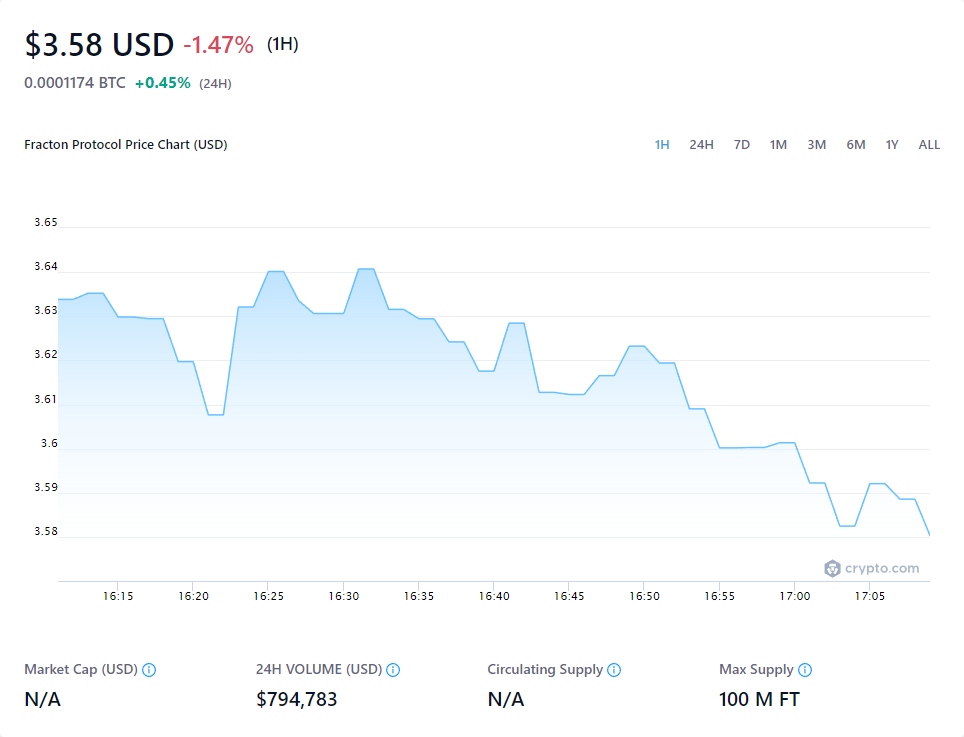 $3.58 USD -1.47% (1H)
0.0001174 BTC +0.45% (24H)
Fracton Protocol Price Chart (USD) 1H 24H 7D 1M 3M 6M 1Y ALL
3.65
3.64
3.63
3.62
3.61
3.6
3.59
3.58
crypto.com
16:15 16:20 16:25 16:30 16:35 16:40 16:45 16:50 16:55 17:00 17:05
Market Cap (USD) 24H VOLUME (USD) Circulating Supply Max Supply
N/A $794,783 N/A 100 M FT